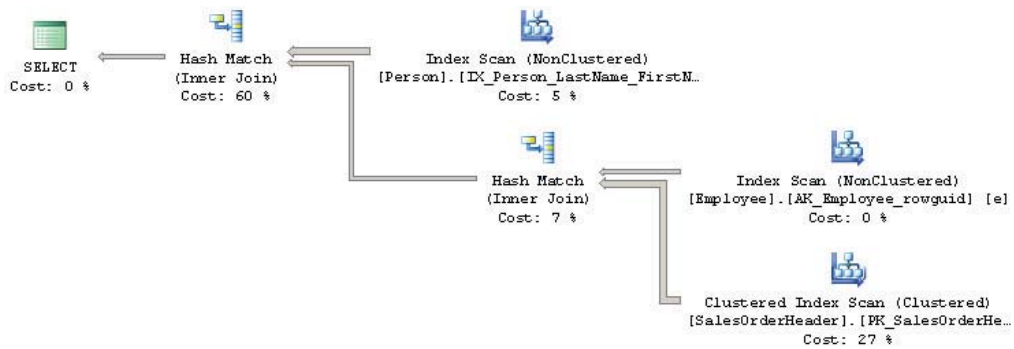 SELECT
Cost: 0 %
Hash Match
(Inner Join)
Cost: 60 %
Index Scan (NonClustered)
[Person].[IX_Person_LastName_FirstN…
Cost: 5 %
Hash Match
(Inner Join)
Cost: 7 %
Index Scan (NonClustered)
[Employee].[AK_Employee_rowguid] [e]
Cost: 0 %
Clustered Index Scan (Clustered)
[SalesOrderHeader].[PK_SalesOrderHe…
Cost: 27 %